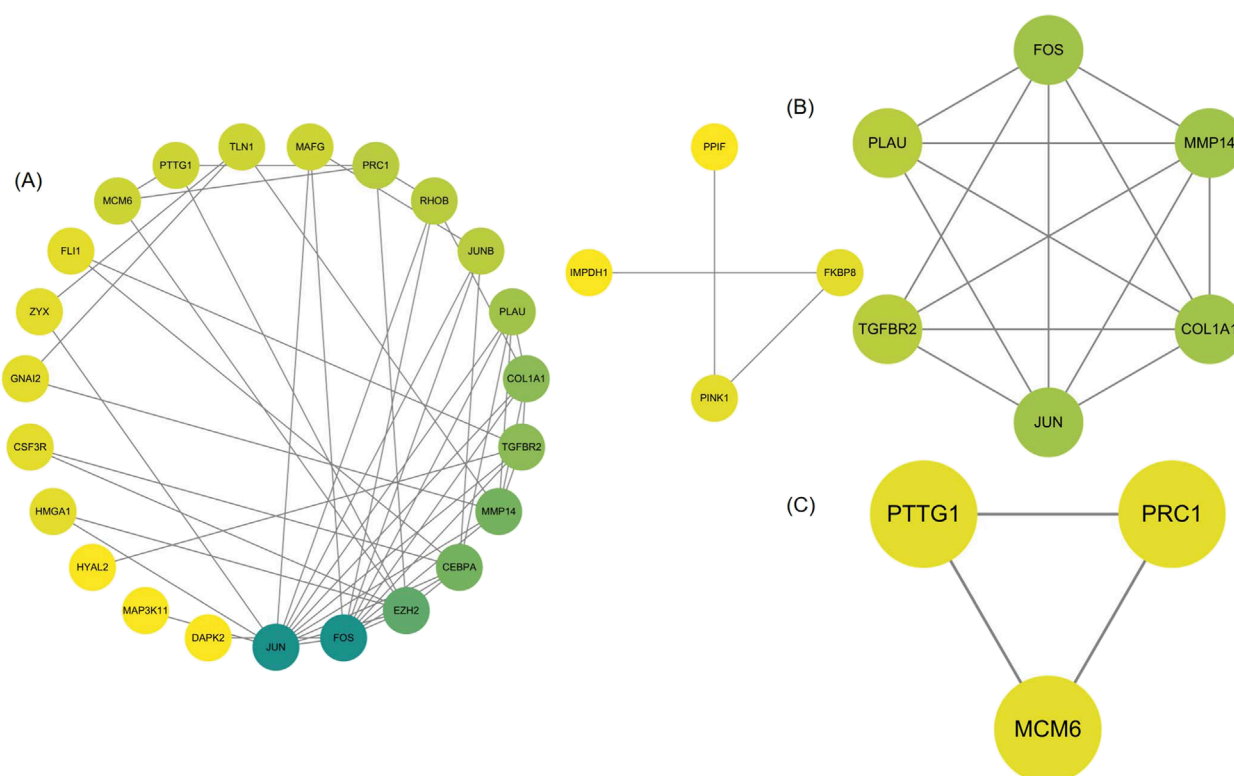 (A)
TLN1
MAFG
PTTG1
PRC1
MCM6
RHOB
FLI1
JUNB
ZYX
PLAU
GNAI2
COL1A1
CSF3R
TGFBR2
HMGA1
MMP14
HYAL2
CEBPA
MAP3K11
EZH2
DAPK2
JUN
FOS
PPIF
IMPDH1
FKBP8
PINK1
(B)
FOS
PLAU
MMP14
TGFBR2
COL1A1
JUN
(C)
PTTG1
PRC1
MCM6